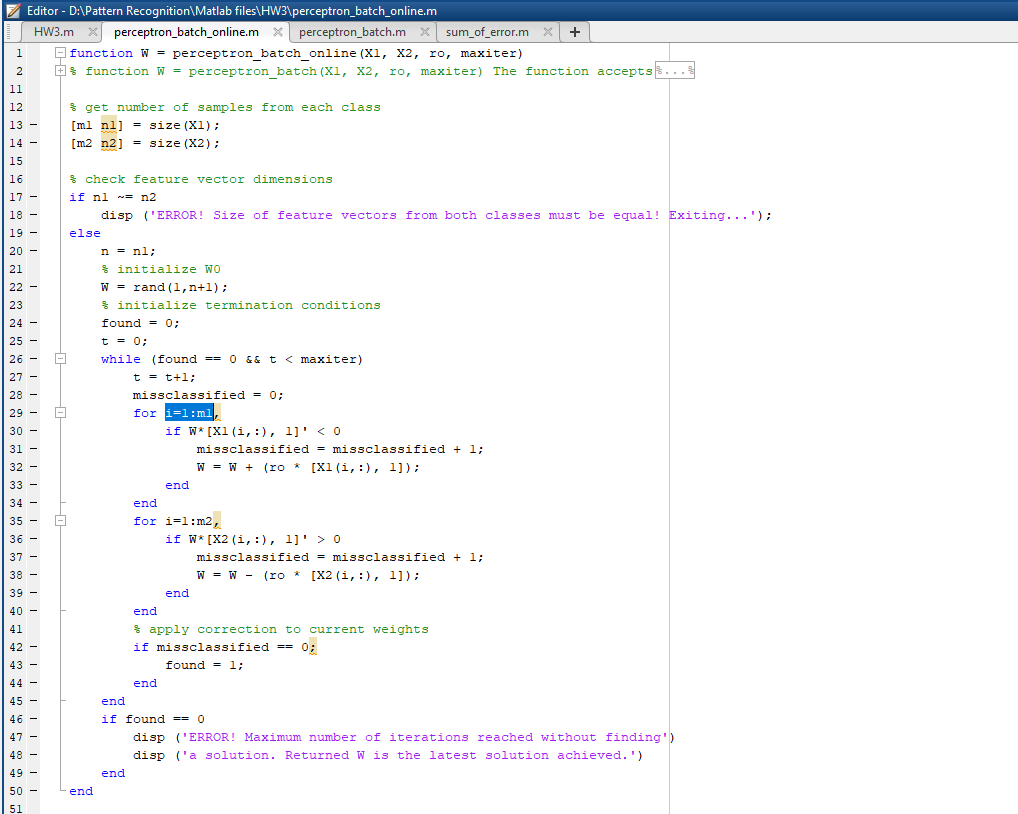 Editor - D:\Pattern Recognition\Matlab files\HW3\perceptron_batch_online.m
HW3.m perceptron_batch_online.m perceptron_batch.m sum_of_error.m +
1 function W = perceptron_batch_online(X1, X2, ro, maxiter)
2 % function W = perceptron_batch(X1, X2, ro, maxiter) The function accepts%...%
11
12 % get number of samples from each class
13 [m1 n1] = size(X1);
14 [m2 n2] = size(X2);
15
16 % check feature vector dimensions
17 if n1 ~= n2
18 disp ('ERROR! Size of feature vectors from both classes must be equal! Exiting...');
19 else
20 n = n1;
21 % initialize W0
22 W = rand(1,n+1);
23 % initialize termination conditions
24 found = 0;
25 t = 0;
26 while (found == 0 && t < maxiter)
27 t = t+1;
28 missclassified = 0;
29 for i=1:m1,
30 if W*[X1(i,:), 1]' < 0
31 missclassified = missclassified + 1;
32 W = W + (ro * [X1(i,:), 1]);
33 end
34 end
35 for i=1:m2,
36 if W*[X2(i,:), 1]' > 0
37 missclassified = missclassified + 1;
38 W = W - (ro * [X2(i,:), 1]);
39 end
40 end
41 % apply correction to current weights
42 if missclassified == 0;
43 found = 1;
44 end
45 end
46 if found == 0
47 disp ('ERROR! Maximum number of iterations reached without finding')
48 disp ('a solution. Returned W is the latest solution achieved.')
49 end
50 end
51